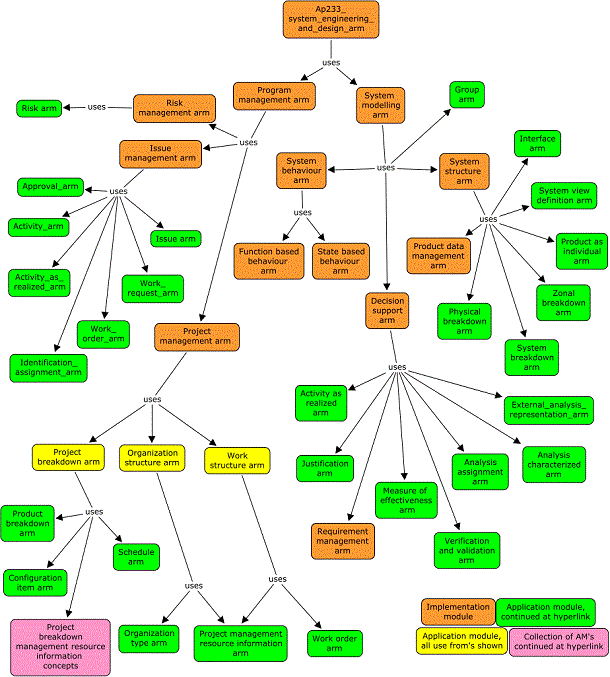 Ap233_
system_engineering_
and_design_arm
uses
Program
management arm
System
modelling arm
Group
arm
Risk arm
uses
Risk
management arm
uses
Issue
management arm
uses
System
behaviour
arm
System
structure arm
Interface
arm
Approval_arm
uses
System view
definition arm
Activity_arm
Issue arm
uses
uses
Product as
individual
arm
Function based
behaviour
arm
State based
behaviour
arm
Product data
management
arm
Activity_as_
realized_arm
Work_
request_arm
Zonal
breakdown arm
Work_
order_arm
Project
management arm
Decision
support
arm
Physical
breakdown
arm
System
breakdown
arm
Identification_
assignment_arm
uses
uses
Activity as
realized
arm
External_analysis_
representation_arm
Project
breakdown arm
Organization
structure arm
Work
structure arm
Justification
arm
Analysis
assignment
arm
Analysis
characterized
arm
Measure of
effectiveness
arm
Product
breakdown
arm
uses
Schedule
arm
Requirement
management
arm
Verification
and validation
arm
Configuration
item arm
uses
uses
Project
breakdown
management resource
information
concepts
Organization
type arm
Project management
resource information
arm
Work order
arm
Implementation
module
Application module,
continued at hyperlink
Application module,
all use from's shown
Collection of AM's
continued at hyperlink